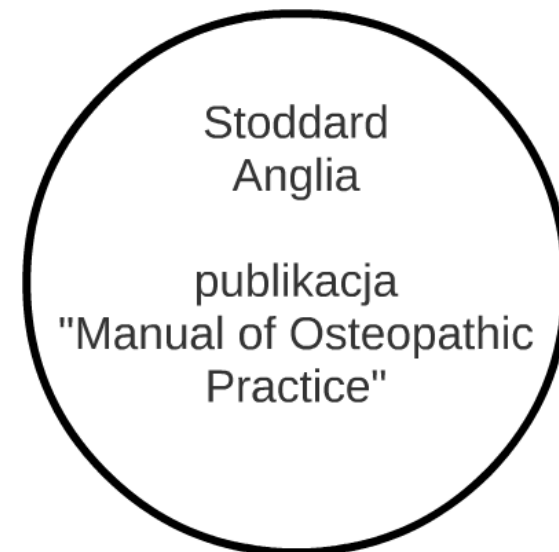 Stoddard
Anglia
publikacja
"Manual of Osteopathic
Practice"